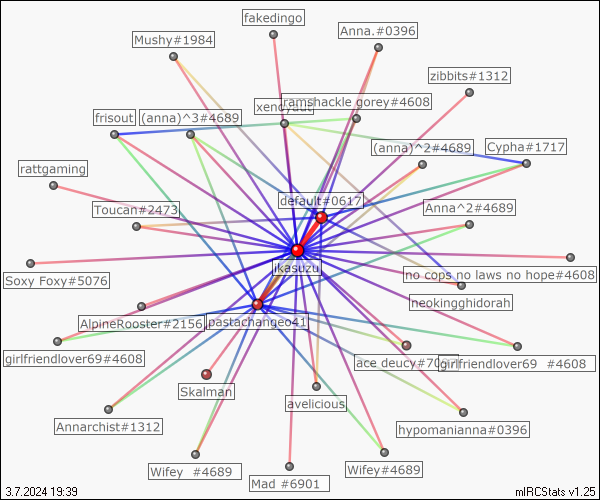 fakedingo
Anna.#0396
Mushy#1984
zibbits#1312
ramshackle gorey#4608
frisout
(anna)^3#4689
(anna)^2#4689
Cypha#1717
rattgaming
default#0617
Toucan#2473
Anna^2#4689
ikasuzu
Soxy Foxy#5076
no cops no laws no hope#4608
neokingghidorah
AlpineRooster#2156
pastachangeo41
girlfriendlover69#4608
ace deucy#70
girlfriendlover69 #4608
Skalman
avelicious
Annarchist#1312
hypomanianna#0396
Wifey #4689
Wifey#4689
Mad #6901
3.7.2024 19:39
mIRCStats v1.25